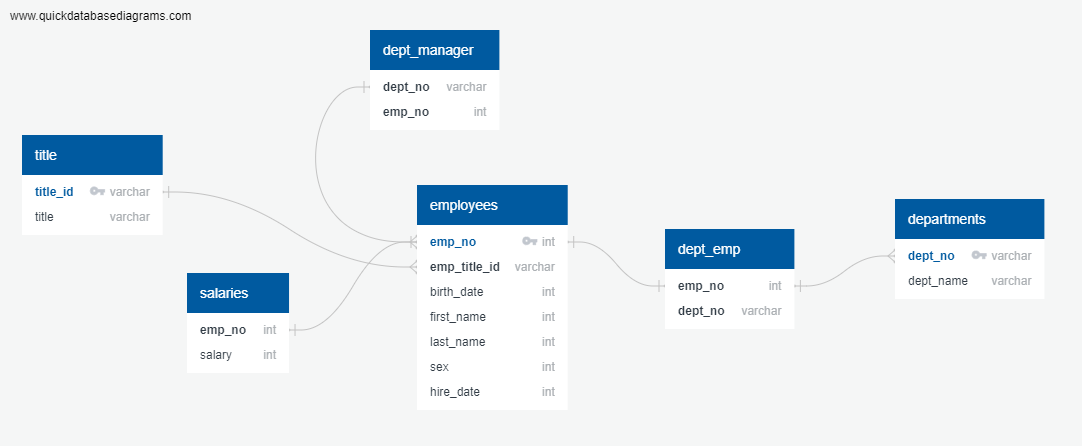 www.quickdatabasediagrams.com
dept_manager
dept_no varchar
emp_no int
title
title_id varchar
title varchar
employees
emp_no int
emp_title_id varchar
birth_date int
first_name int
last_name int
sex int
hire_date int
salaries
emp_no int
salary int
dept_emp
emp_no int
dept_no varchar
departments
dept_no varchar
dept_name varchar